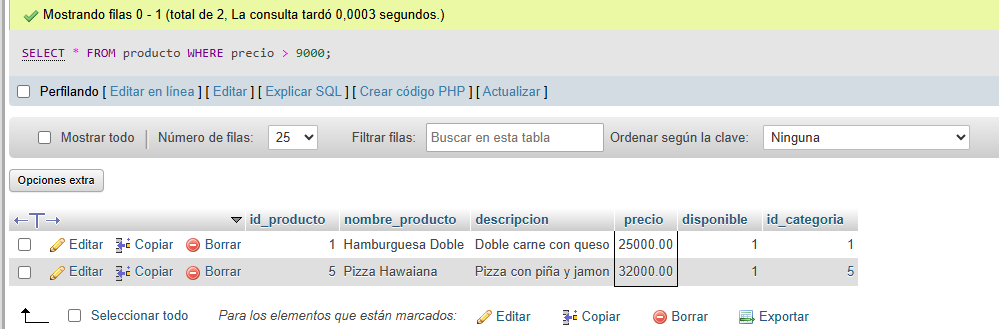 Mostrando filas 0 - 1 (total de 2, La consulta tardó 0,0003 segundos.)
SELECT * FROM producto WHERE precio > 9000;
Perfilando [ Editar en línea ] [ Editar ] [ Explicar SQL ] [ Crear código PHP ] [ Actualizar ]
Mostrar todo Número de filas: 25 Filtrar filas: Buscar en esta tabla Ordenar según la clave: Ninguna
Opciones extra
id_producto nombre_producto descripcion precio disponible id_categoria
Editar Copiar Borrar 1 Hamburguesa Doble Doble carne con queso 25000.00 1 1
Editar Copiar Borrar 5 Pizza Hawaiana Pizza con piña y jamon 32000.00 1 5
Seleccionar todo Para los elementos que están marcados: Editar Copiar Borrar Exportar